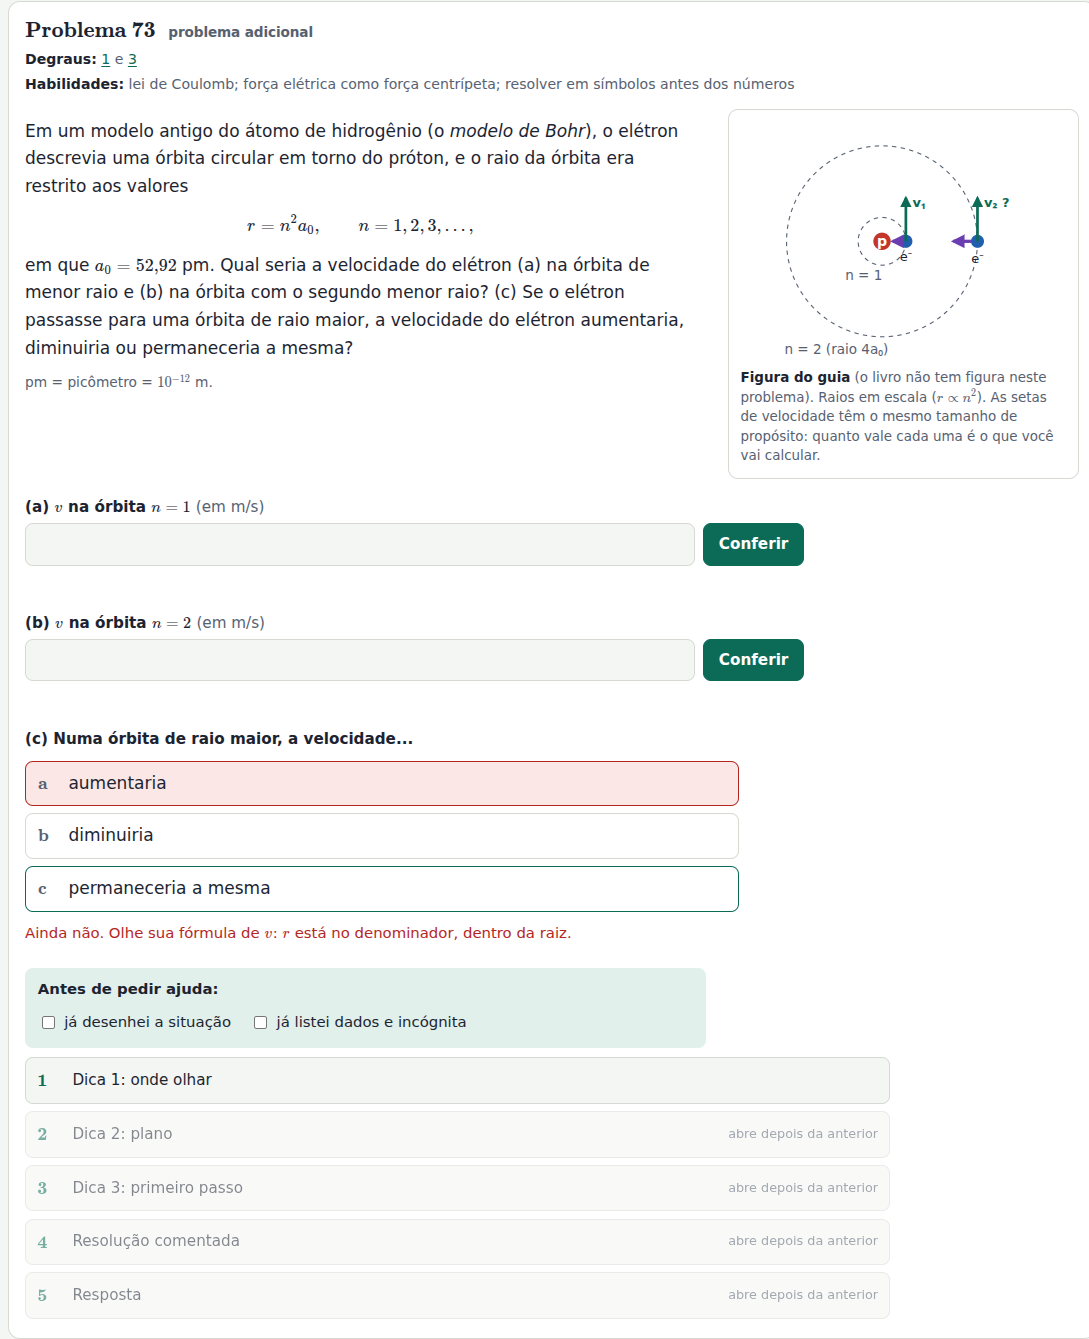 Problema 73 problema adicional
Degraus: 1 e 3
Habilidades: lei de Coulomb; força elétrica como força centrípeta; resolver em símbolos antes dos números
Em um modelo antigo do átomo de hidrogênio (o modelo de Bohr), o elétron
descrevia uma órbita circular em torno do próton, e o raio da órbita era
restrito aos valores
r = n²a₀, n = 1, 2, 3, . . . ,
em que a₀ = 52,92 pm. Qual seria a velocidade do elétron (a) na órbita de
menor raio e (b) na órbita com o segundo menor raio? (c) Se o elétron
passasse para uma órbita de raio maior, a velocidade do elétron aumentaria,
diminuiria ou permaneceria a mesma?
pm = picômetro = 10⁻¹² m.
v₁
v₂ ?
p
e⁻
e⁻
n = 1
n = 2 (raio 4a₀)
Figura do guia (o livro não tem figura neste
problema). Raios em escala (r ∝ n²). As setas
de velocidade têm o mesmo tamanho de
propósito: quanto vale cada uma é o que você
vai calcular.
(a) v na órbita n = 1 (em m/s)
Conferir
(b) v na órbita n = 2 (em m/s)
Conferir
(c) Numa órbita de raio maior, a velocidade...
a aumentaria
b diminuiria
c permaneceria a mesma
Ainda não. Olhe sua fórmula de v: r está no denominador, dentro da raiz.
Antes de pedir ajuda:
já desenhei a situação já listei dados e incógnita
1 Dica 1: onde olhar
2 Dica 2: plano abre depois da anterior
3 Dica 3: primeiro passo abre depois da anterior
4 Resolução comentada abre depois da anterior
5 Resposta abre depois da anterior